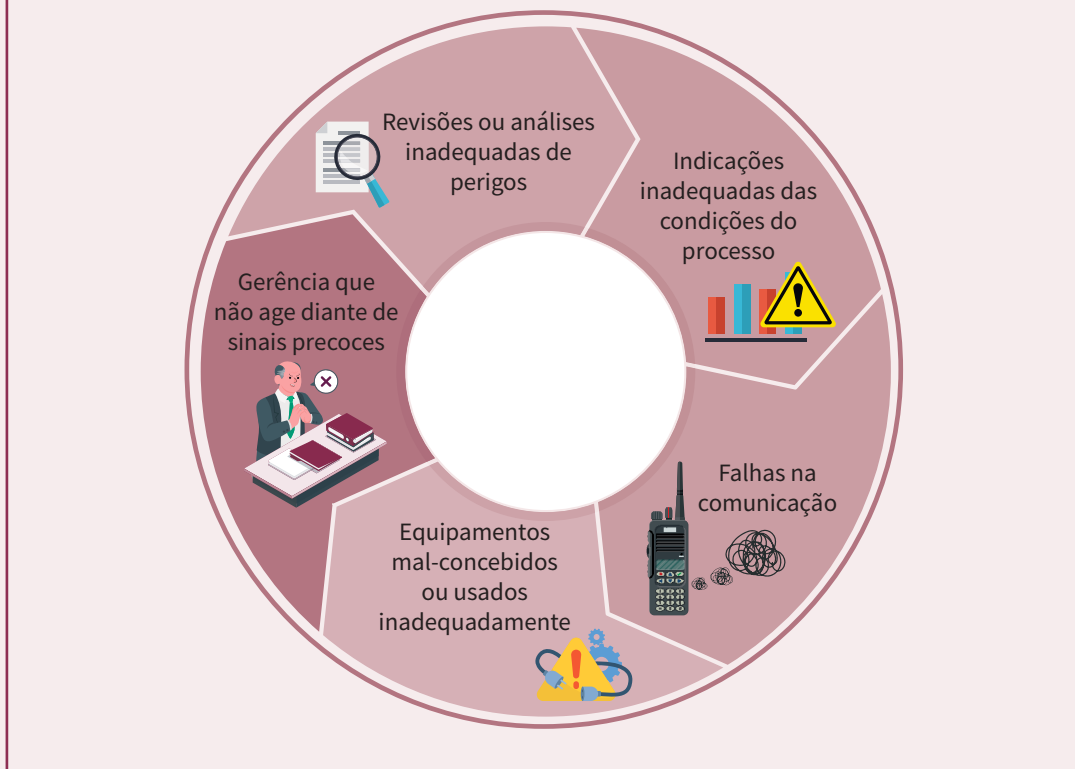 Revisões ou análises
inadequadas de
perigos
Indicações
inadequadas das
condições do
processo
Falhas na
comunicação
Equipamentos
mal-concebidos
ou usados
inadequadamente
Gerência que
não age diante de
sinais precoces